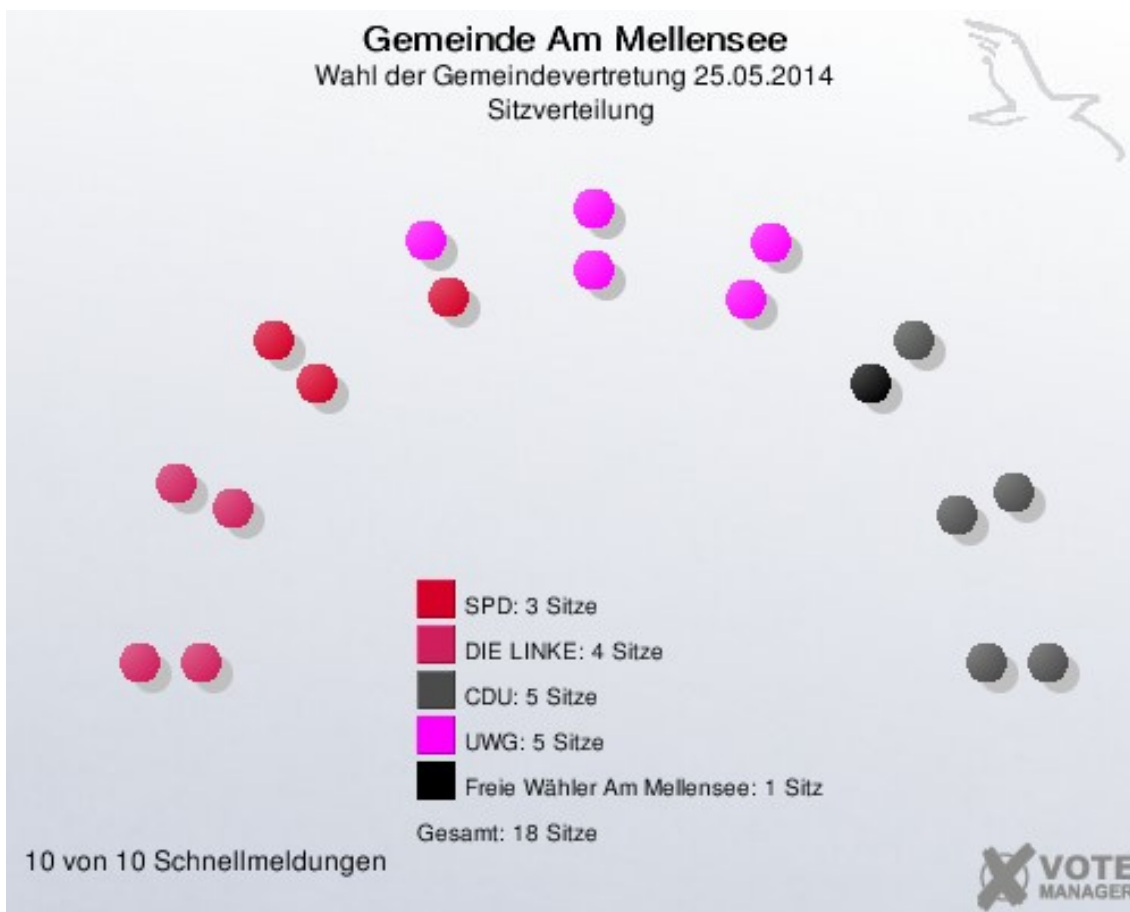 Gemeinde Am Mellensee
Wahl der Gemeindevertretung 25.05.2014
Sitzverteilung
SPD: 3 Sitze
DIE LINKE: 4 Sitze
CDU: 5 Sitze
UWG: 5 Sitze
Freie Wähler Am Mellensee: 1 Sitz
Gesamt: 18 Sitze
10 von 10 Schnellmeldungen
VOTE
MANAGER